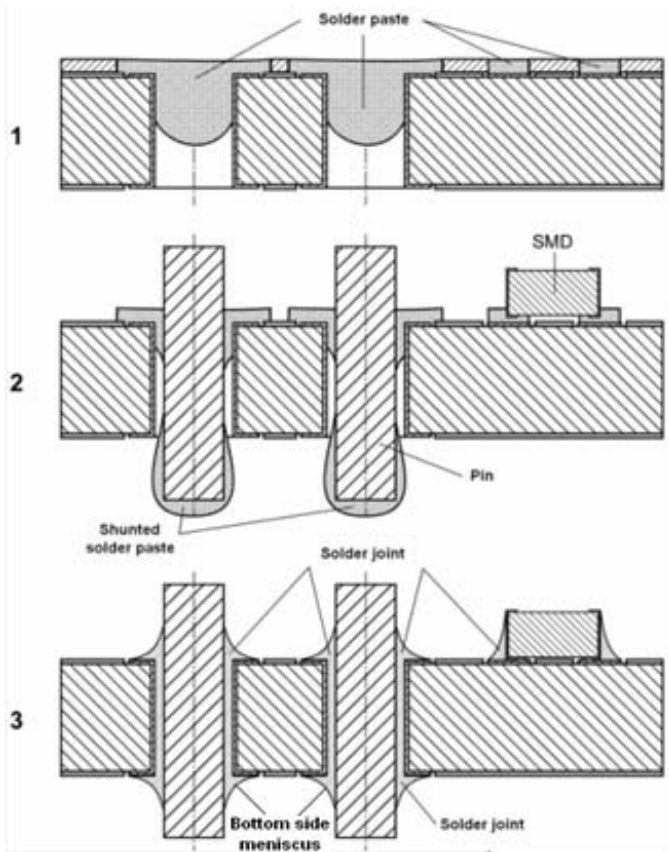 Solder paste
1
SMD
2
Pin
Shunted
solder paste
Solder joint
3
Bottom side
meniscus
Solder joint